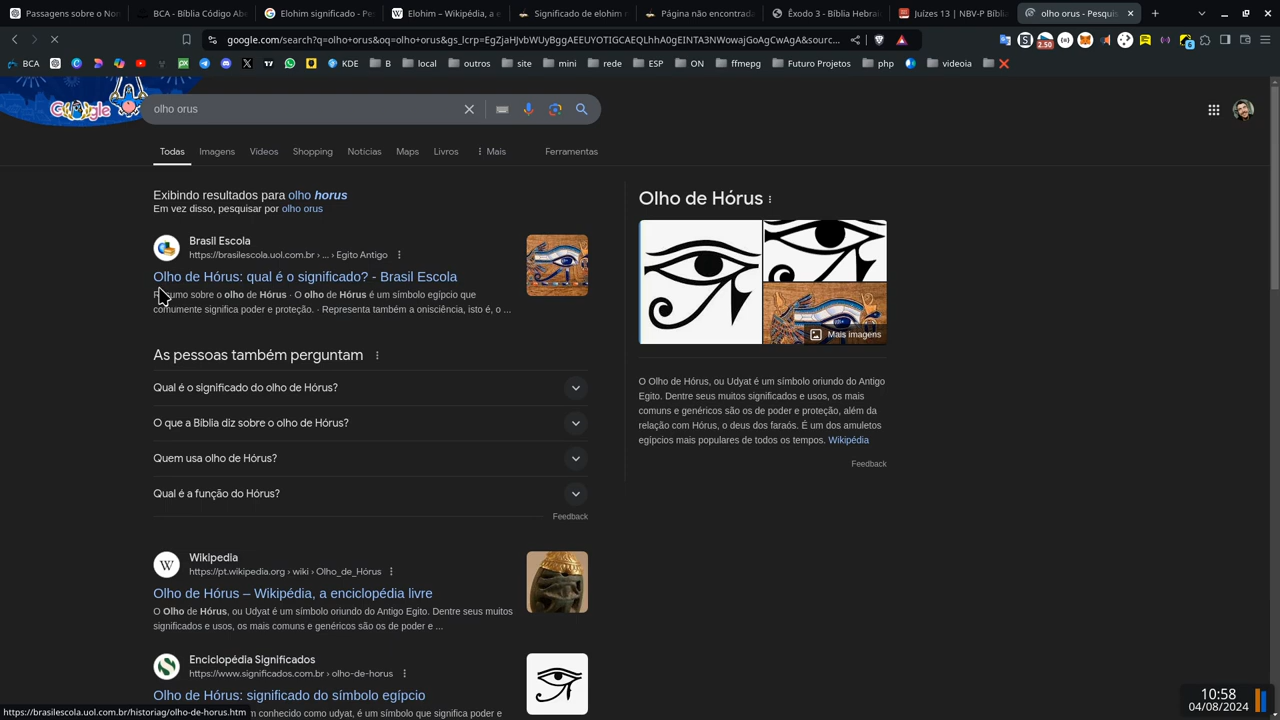 Passagens sobre o Nom
BCA - Bíblia Código Abe
Elohim significado - Pes
Elohim – Wikipédia, a e
Significado de elohim n
Página não encontrada
Êxodo 3 - Bíblia Hebrai
Juízes 13 | NBV-P Bíblia
olho orus - Pesquis
google.com/search?q=olho+orus&oq=olho+orus&gs_lcrp=EgZjaHJvbWUyBggAEEUYOTIGCAEQLhhA0gEINTA3NWowajGoAgCwAgA&sourc...
2.50
6
BCA
KDE
B
local
outros
site
mini
rede
ESP
ON
ffmepg
Futuro Projetos
php
videoia
Google
olho orus
Todas
Imagens
Vídeos
Shopping
Notícias
Maps
Livros
Mais
Ferramentas
Exibindo resultados para olho horus
Em vez disso, pesquisar por olho orus
Brasil Escola
https://brasilescola.uol.com.br › ... › Egito Antigo
Olho de Hórus: qual é o significado? - Brasil Escola
Resumo sobre o olho de Hórus · O olho de Hórus é um símbolo egípcio que
comumente significa poder e proteção. · Representa também a onisciência, isto é, o ...
As pessoas também perguntam
Qual é o significado do olho de Hórus?
O que a Bíblia diz sobre o olho de Hórus?
Quem usa olho de Hórus?
Qual é a função do Hórus?
Feedback
Wikipedia
https://pt.wikipedia.org › wiki › Olho_de_Hórus
Olho de Hórus – Wikipédia, a enciclopédia livre
O Olho de Hórus, ou Udyat é um símbolo oriundo do Antigo Egito. Dentre seus muitos
significados e usos, os mais comuns e genéricos são os de poder e ...
Enciclopédia Significados
https://www.significados.com.br › olho-de-horus
Olho de Hórus: significado do símbolo egípcio
m conhecido como udyat, é um símbolo que significa poder e
Olho de Hórus
Mais imagens
O Olho de Hórus, ou Udyat é um símbolo oriundo do Antigo
Egito. Dentre seus muitos significados e usos, os mais
comuns e genéricos são os de poder e proteção, além da
relação com Hórus, o deus dos faraós. É um dos amuletos
egípcios mais populares de todos os tempos. Wikipédia
Feedback
https://brasilescola.uol.com.br/historiag/olho-de-horus.htm
10:58
04/08/2024